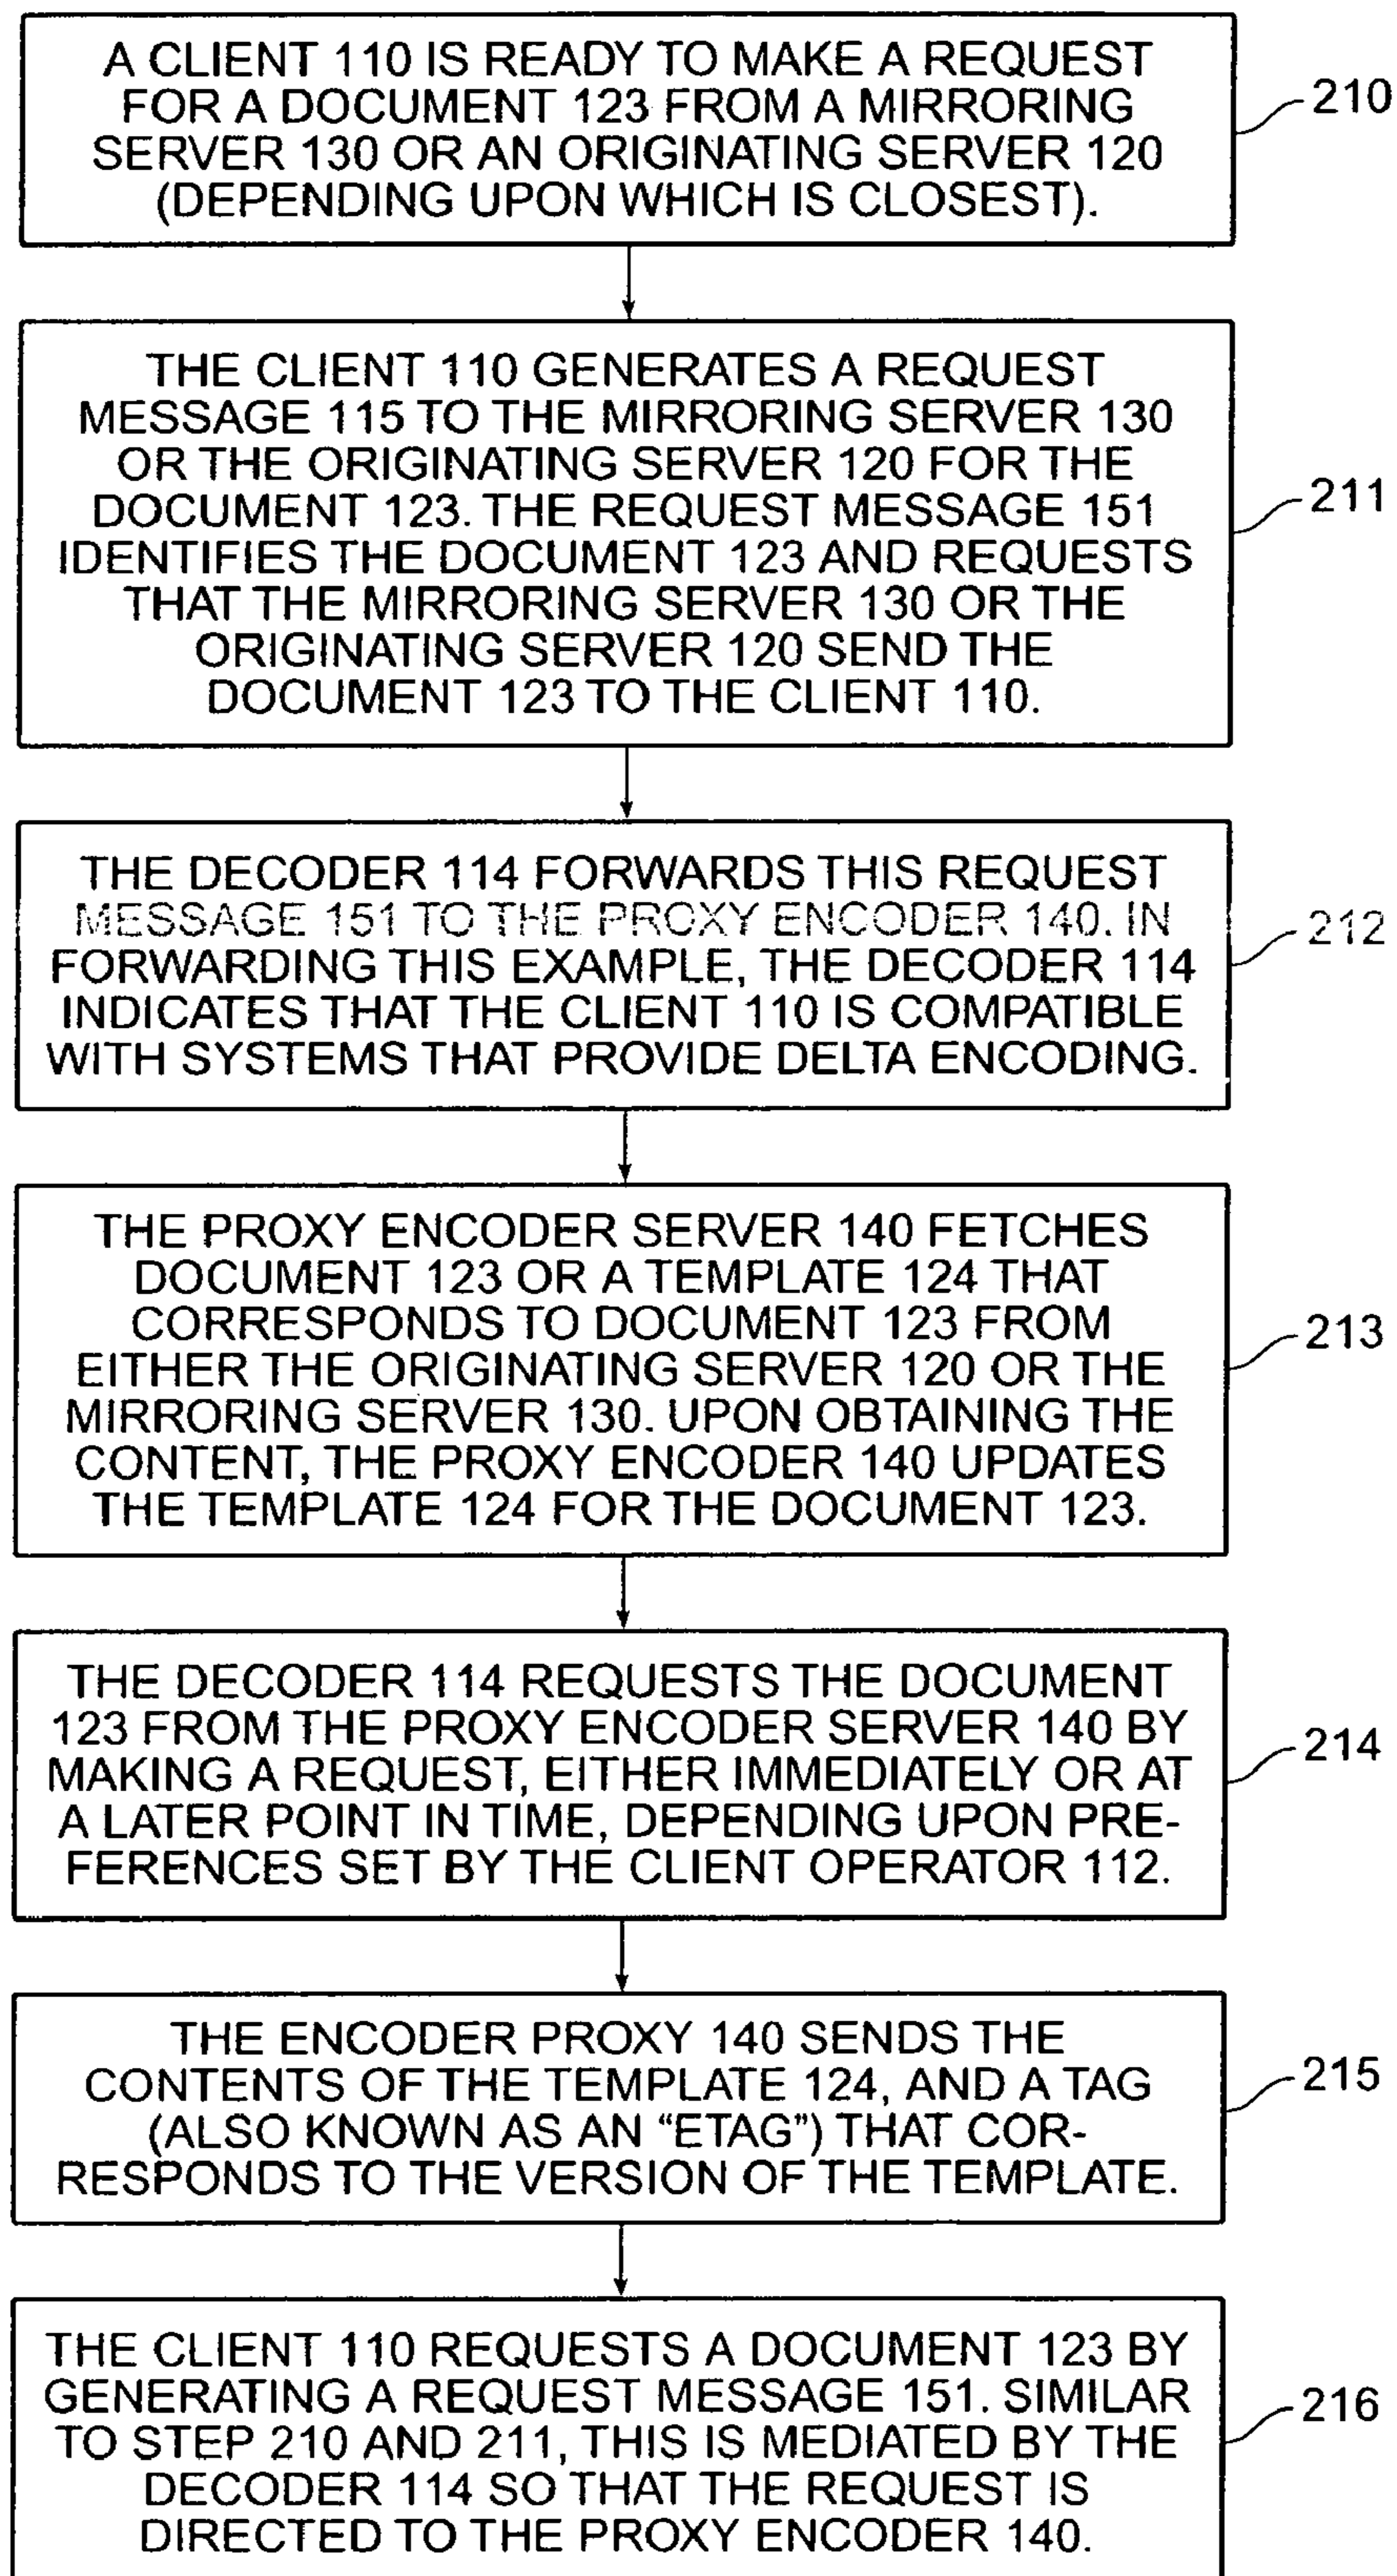 A CLIENT 110 IS READY TO MAKE A REQUEST
FOR A DOCUMENT 123 FROM A MIRRORING
SERVER 130 OR AN ORIGINATING SERVER 120
(DEPENDING UPON WHICH IS CLOSEST).
210
THE CLIENT 110 GENERATES A REQUEST
MESSAGE 115 TO THE MIRRORING SERVER 130
OR THE ORIGINATING SERVER 120 FOR THE
DOCUMENT 123. THE REQUEST MESSAGE 151
IDENTIFIES THE DOCUMENT 123 AND REQUESTS
THAT THE MIRRORING SERVER 130 OR THE
ORIGINATING SERVER 120 SEND THE
DOCUMENT 123 TO THE CLIENT 110.
211
THE DECODER 114 FORWARDS THIS REQUEST
MESSAGE 151 TO THE PROXY ENCODER 140. IN
FORWARDING THIS EXAMPLE, THE DECODER 114
INDICATES THAT THE CLIENT 110 IS COMPATIBLE
WITH SYSTEMS THAT PROVIDE DELTA ENCODING.
212
THE PROXY ENCODER SERVER 140 FETCHES
DOCUMENT 123 OR A TEMPLATE 124 THAT
CORRESPONDS TO DOCUMENT 123 FROM
EITHER THE ORIGINATING SERVER 120 OR THE
MIRRORING SERVER 130. UPON OBTAINING THE
CONTENT, THE PROXY ENCODER 140 UPDATES
THE TEMPLATE 124 FOR THE DOCUMENT 123.
213
THE DECODER 114 REQUESTS THE DOCUMENT
123 FROM THE PROXY ENCODER SERVER 140 BY
MAKING A REQUEST, EITHER IMMEDIATELY OR AT
A LATER POINT IN TIME, DEPENDING UPON PRE-
FERENCES SET BY THE CLIENT OPERATOR 112.
214
THE ENCODER PROXY 140 SENDS THE
CONTENTS OF THE TEMPLATE 124, AND A TAG
(ALSO KNOWN AS AN “ETAG”) THAT COR-
RESPONDS TO THE VERSION OF THE TEMPLATE.
215
THE CLIENT 110 REQUESTS A DOCUMENT 123 BY
GENERATING A REQUEST MESSAGE 151. SIMILAR
TO STEP 210 AND 211, THIS IS MEDIATED BY THE
DECODER 114 SO THAT THE REQUEST IS
DIRECTED TO THE PROXY ENCODER 140.
216